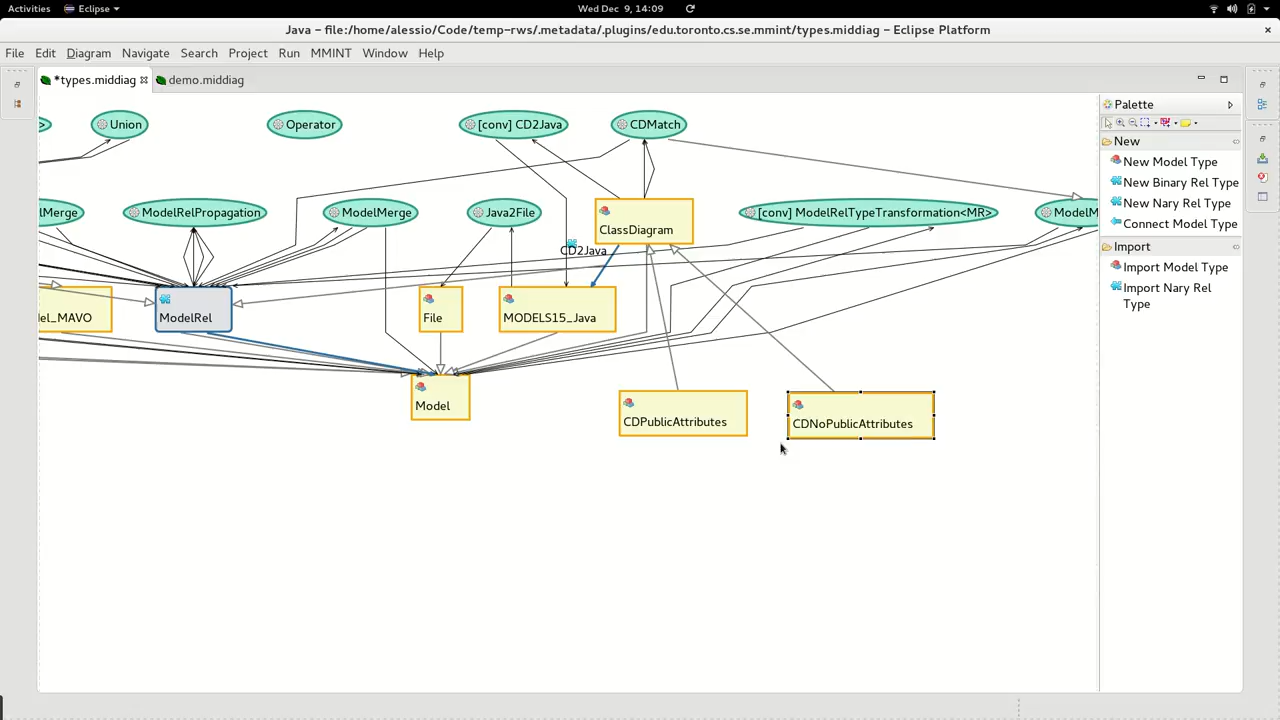 Activities
Eclipse
Wed Dec 9, 14:09
Java – file:/home/alessio/Code/temp-rws/.metadata/.plugins/edu.toronto.cs.se.mmint/types.middiag – Eclipse Platform
×
File Edit Diagram Navigate Search Project Run MMINT Window Help
*types.middiag
demo.middiag
>
Union
Operator
[conv] CD2Java
CDMatch
lMerge
ModelRelPropagation
ModelMerge
Java2File
ClassDiagram
[conv] ModelRelTypeTransformation<MR>
ModelM
CD2Java
el_MAVO
ModelRel
File
MODELS15_Java
Model
CDPublicAttributes
CDNoPublicAttributes
Palette
New
New Model Type
New Binary Rel Type
New Nary Rel Type
Connect Model Type
Import
Import Model Type
Import Nary Rel
Type